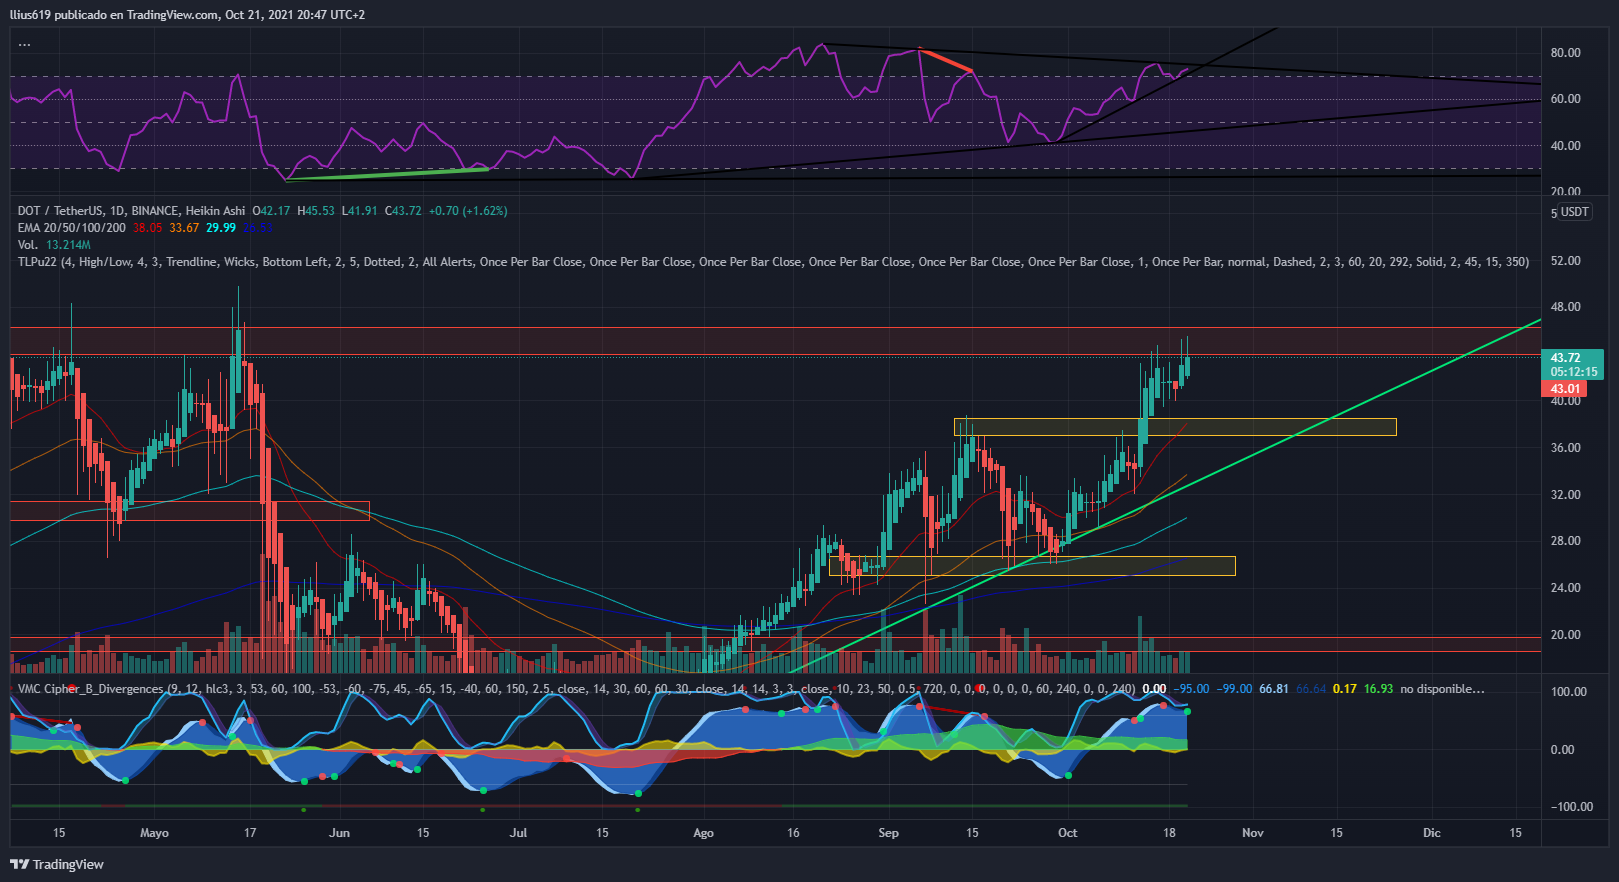 llius619 publicado en TradingView.com, Oct 21, 2021 20:47 UTC+2
...
80.00
60.00
40.00
20.00
DOT / TetherUS, 1D, BINANCE, Heikin Ashi O42.17 H45.53 L41.91 C43.72 +0.70 (+1.62%)
USDT
EMA 20/50/100/200 38.05 33.67 29.99
Vol. 13.214M
TLPu22 (4, High/Low, 4, 3, Trendline, Wicks, Bottom Left, 2, 5, Dotted, 2, All Alerts, Once Per Bar Close, Once Per Bar Close, Once Per Bar Close, Once Per Bar Close, Once Per Bar Close, Once Per Bar Close, 1, Once Per Bar, normal, Dashed, 2, 3, 60, 20, 292, Solid, 2, 45, 15, 350)
52.00
48.00
43.72
05:12:15
43.01
40.00
36.00
32.00
28.00
24.00
20.00
VMC Cipher_B_Divergences (9, 12, hlc3, 3, 53, 60, 100, -53, -60, -75, 45, -65, 15, -40, 60, 150, 2.5, close, 14, 30, 60, 60, 30, close, 14, 14, 3, 3, close, 10, 23, 50, 0.5, 720, 0, 0, 0, 0, 0, 0, 60, 240, 0, 0, 240) 0.00 −95.00 −99.00 66.81 66.64 0.17 16.93 no disponible...
100.00
0.00
−100.00
15 Mayo 17 Jun 15 Jul 15 Ago 16 Sep 15 Oct 18 Nov 15 Dic 15
TradingView